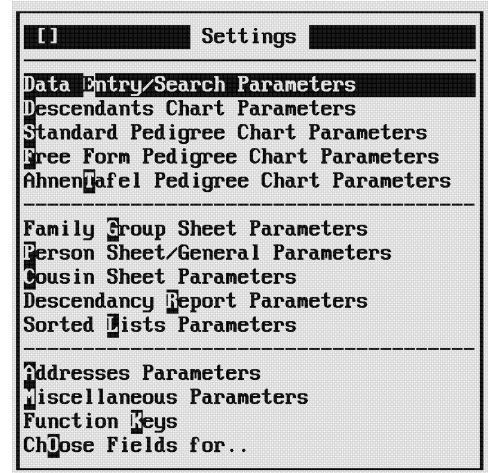 [] Settings
Data Entry/Search Parameters
Descendants Chart Parameters
Standard Pedigree Chart Parameters
Free Form Pedigree Chart Parameters
AhnenTafel Pedigree Chart Parameters
Family Group Sheet Parameters
Person Sheet/General Parameters
Cousin Sheet Parameters
Descendancy Report Parameters
Sorted Lists Parameters
Addresses Parameters
Miscellaneous Parameters
Function Keys
ChOose Fields for..